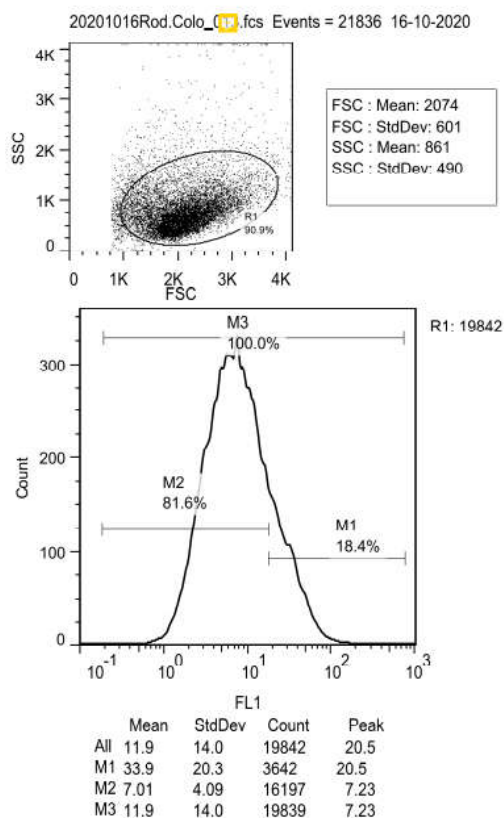 20201016Rod.Colo_0.fcs Events = 21836 16-10-2020
4K
3K
2K
1K
0
SSC
R1
90.9%
0 1K 2K 3K 4K
FSC
FSC : Mean: 2074
FSC : StdDev: 601
SSC : Mean: 861
SSC : StdDev: 490
M3
100.0%
R1: 19842
300
200
100
0
Count
M2
81.6%
M1
18.4%
10-1 100 101 102 103
FL1
Mean StdDev Count Peak
All 11.9 14.0 19842 20.5
M1 33.9 20.3 3642 20.5
M2 7.01 4.09 16197 7.23
M3 11.9 14.0 19839 7.23